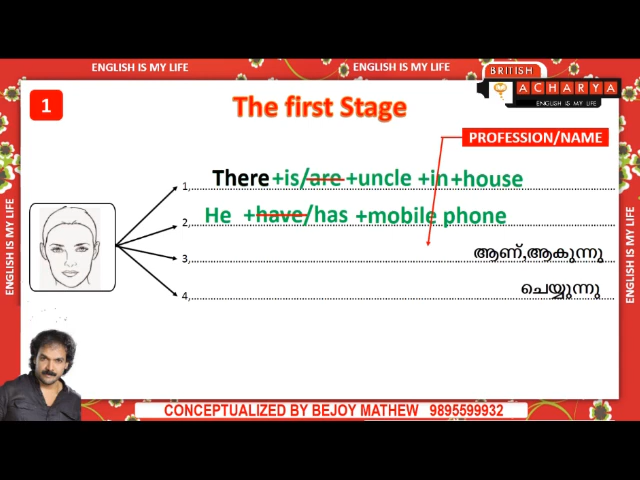 ENGLISH IS MY LIFE
ENGLISH IS MY LIFE
BRITISH
ACHARYA
ENGLISH IS MY LIFE
1
The first Stage
PROFESSION/NAME
1, There +is/are +uncle +in +house
2, He +have/has +mobile phone
3, ആണ്,ആകുന്നു
4, ചെയ്യുന്നു
ENGLISH IS MY LIFE
ENGLISH IS MY LIFE
CONCEPTUALIZED BY BEJOY MATHEW 9895599932